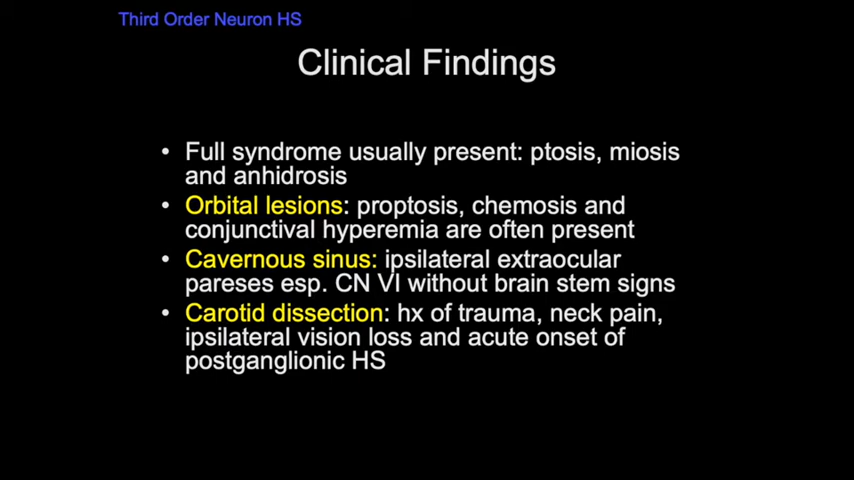 Third Order Neuron HS
Clinical Findings
• Full syndrome usually present: ptosis, miosis
and anhidrosis
• Orbital lesions: proptosis, chemosis and
conjunctival hyperemia are often present
• Cavernous sinus: ipsilateral extraocular
pareses esp. CN VI without brain stem signs
• Carotid dissection: hx of trauma, neck pain,
ipsilateral vision loss and acute onset of
postganglionic HS